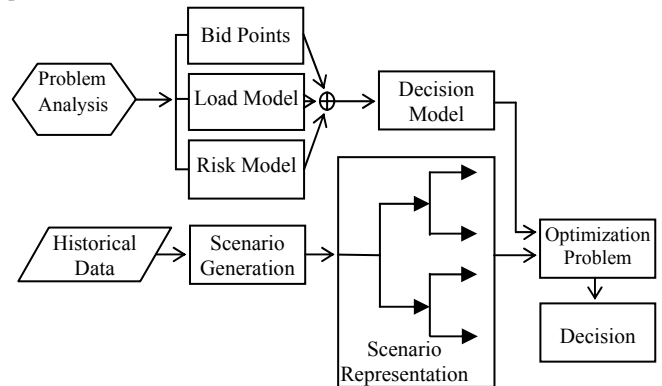 Bid Points
Problem
Analysis
Load Model
Decision
Model
Risk Model
Historical
Data
Scenario
Generation
Optimization
Problem
Scenario
Representation
Decision